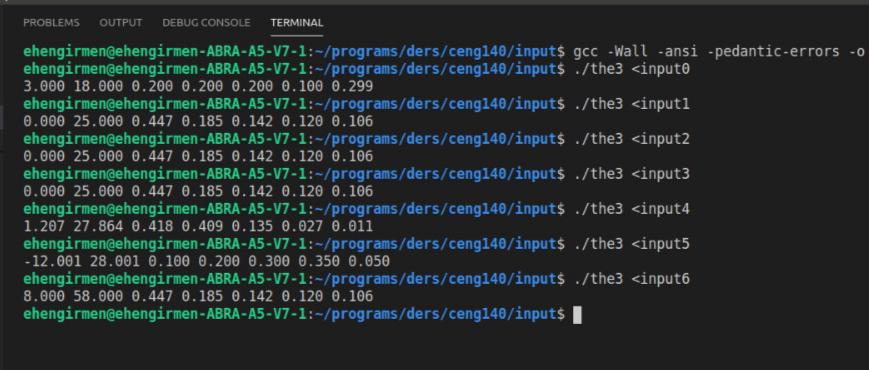 PROBLEMS OUTPUT DEBUG CONSOLE TERMINAL
ehengirmen@ehengirmen-ABRA-A5-V7-1:~/programs/ders/ceng140/input$ gcc -Wall -ansi -pedantic-errors -o
ehengirmen@ehengirmen-ABRA-A5-V7-1:~/programs/ders/ceng140/input$ ./the3 <input0
3.000 18.000 0.200 0.200 0.200 0.100 0.299
ehengirmen@ehengirmen-ABRA-A5-V7-1:~/programs/ders/ceng140/input$ ./the3 <input1
0.000 25.000 0.447 0.185 0.142 0.120 0.106
ehengirmen@ehengirmen-ABRA-A5-V7-1:~/programs/ders/ceng140/input$ ./the3 <input2
0.000 25.000 0.447 0.185 0.142 0.120 0.106
ehengirmen@ehengirmen-ABRA-A5-V7-1:~/programs/ders/ceng140/input$ ./the3 <input3
0.000 25.000 0.447 0.185 0.142 0.120 0.106
ehengirmen@ehengirmen-ABRA-A5-V7-1:~/programs/ders/ceng140/input$ ./the3 <input4
1.207 27.864 0.418 0.409 0.135 0.027 0.011
ehengirmen@ehengirmen-ABRA-A5-V7-1:~/programs/ders/ceng140/input$ ./the3 <input5
-12.001 28.001 0.100 0.200 0.300 0.350 0.050
ehengirmen@ehengirmen-ABRA-A5-V7-1:~/programs/ders/ceng140/input$ ./the3 <input6
8.000 58.000 0.447 0.185 0.142 0.120 0.106
ehengirmen@ehengirmen-ABRA-A5-V7-1:~/programs/ders/ceng140/input$